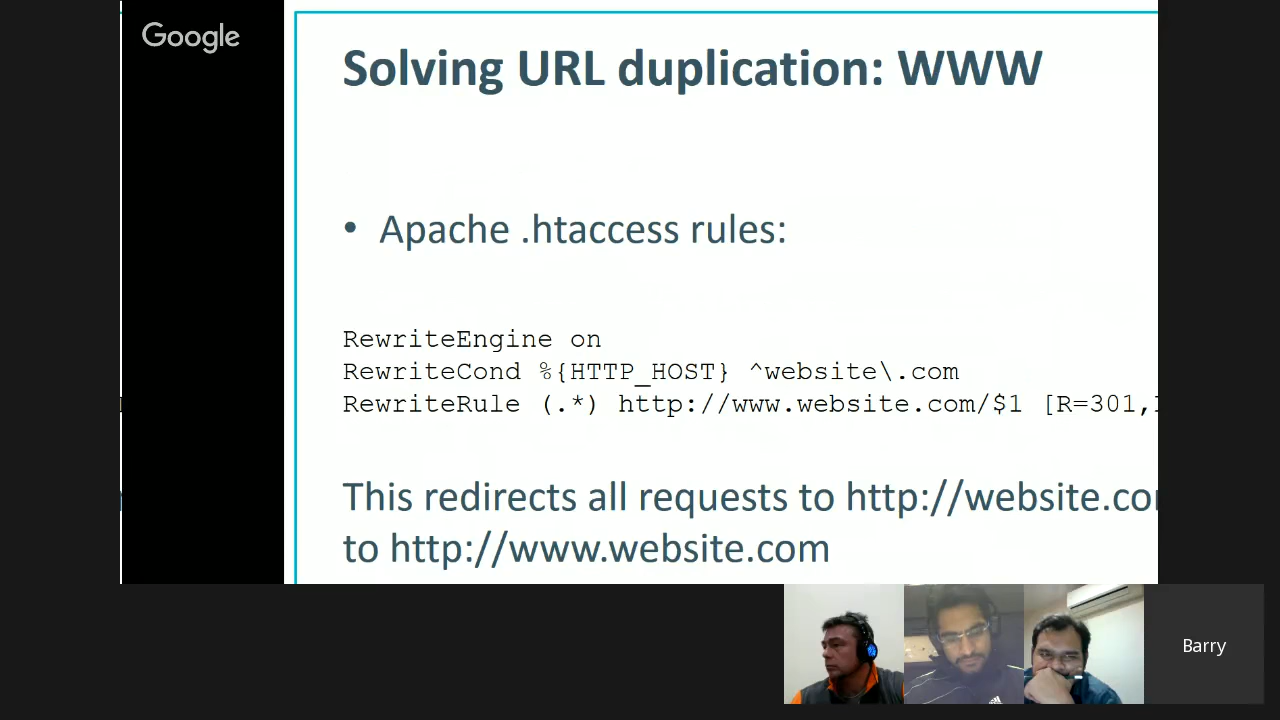 Google
Solving URL duplication: WWW
• Apache .htaccess rules:
RewriteEngine on
RewriteCond %{HTTP_HOST} ^website\.com
RewriteRule (.*) http://www.website.com/$1 [R=301,
This redirects all requests to http://website.co
to http://www.website.com
Barry